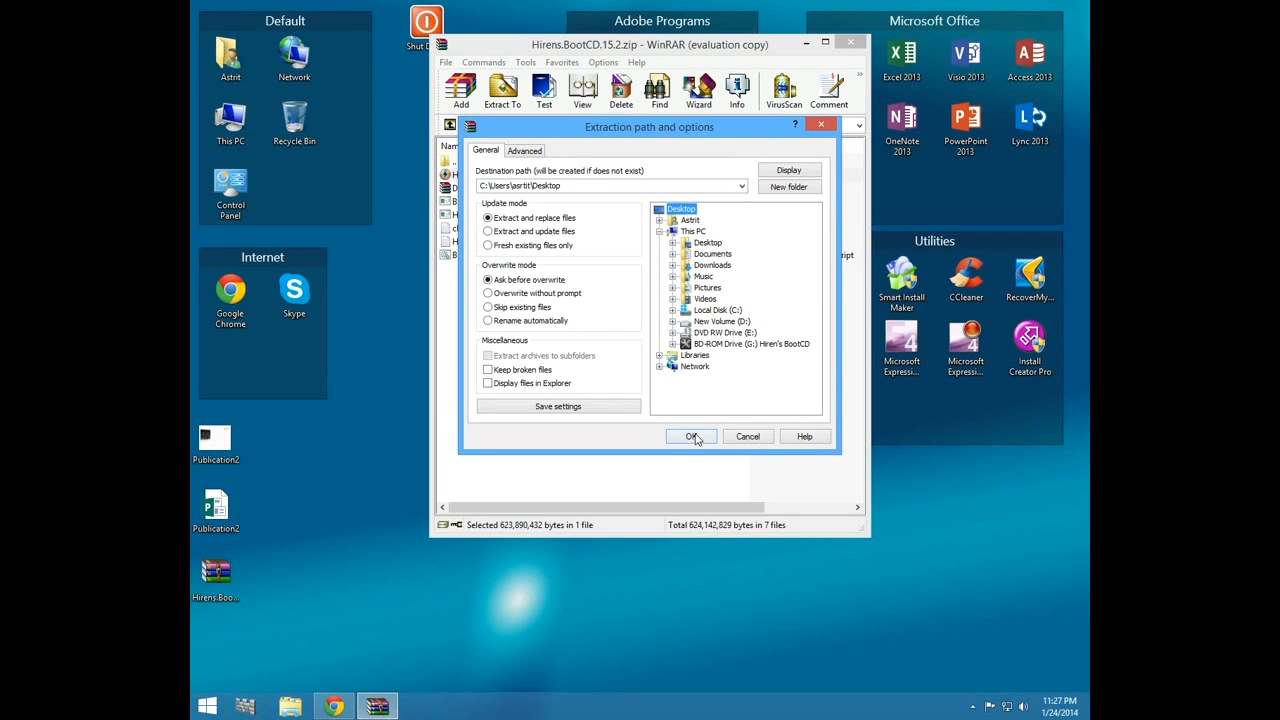 Default
Astrit
Network
This PC
Recycle Bin
Control
Panel
Internet
Google
Chrome
Skype
Publication2
Publication2
Hirens.Boo...
Adobe Programs
Microsoft Office
Excel 2013
Visio 2013
Access 2013
OneNote
2013
PowerPoint
2013
Lync 2013
Utilities
Smart Install
Maker
CCleaner
RecoverMy...
Microsoft
Expressi...
Microsoft
Expressi...
Install
Creator Pro
Hirens.BootCD.15.2.zip - WinRAR (evaluation copy)
File Commands Tools Favorites Options Help
Add
Extract To
Test
View
Delete
Find
Wizard
Info
VirusScan
Comment
Extraction path and options
?
General
Advanced
Destination path (will be created if does not exist)
C:\Users\asrtit\Desktop
Display
New folder
Update mode
Extract and replace files
Extract and update files
Fresh existing files only
Overwrite mode
Ask before overwrite
Overwrite without prompt
Skip existing files
Rename automatically
Miscellaneous
Extract archives to subfolders
Keep broken files
Display files in Explorer
Save settings
Desktop
Astrit
This PC
Desktop
Documents
Downloads
Music
Pictures
Videos
Local Disk (C:)
New Volume (D:)
DVD RW Drive (E:)
BD-ROM Drive (G:) Hiren's BootCD
Libraries
Network
OK
Cancel
Help
Selected 623,890,432 bytes in 1 file
Total 624,142,829 bytes in 7 files
11:27 PM
1/24/2014